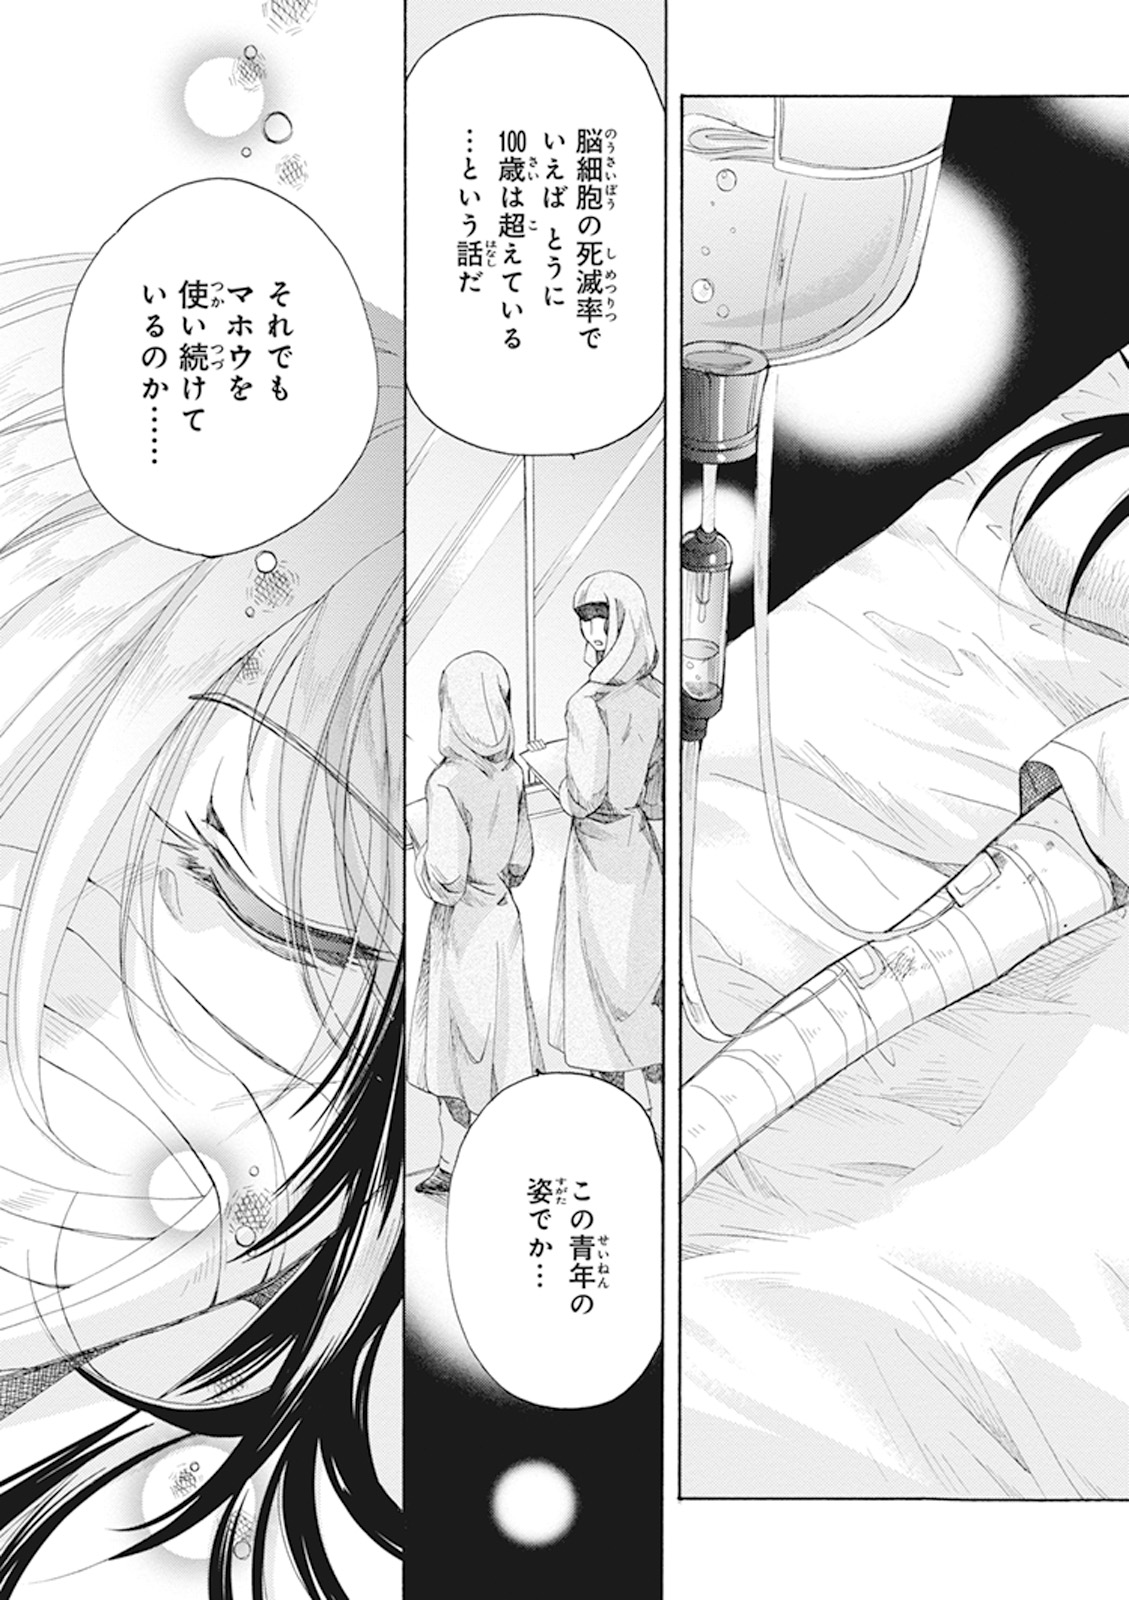 脳細胞の死滅率で
いえば とうに
100歳は超えている
…という話だ
この青年の
姿でか…
それでも
マホウを
使い続けて
いるのか……